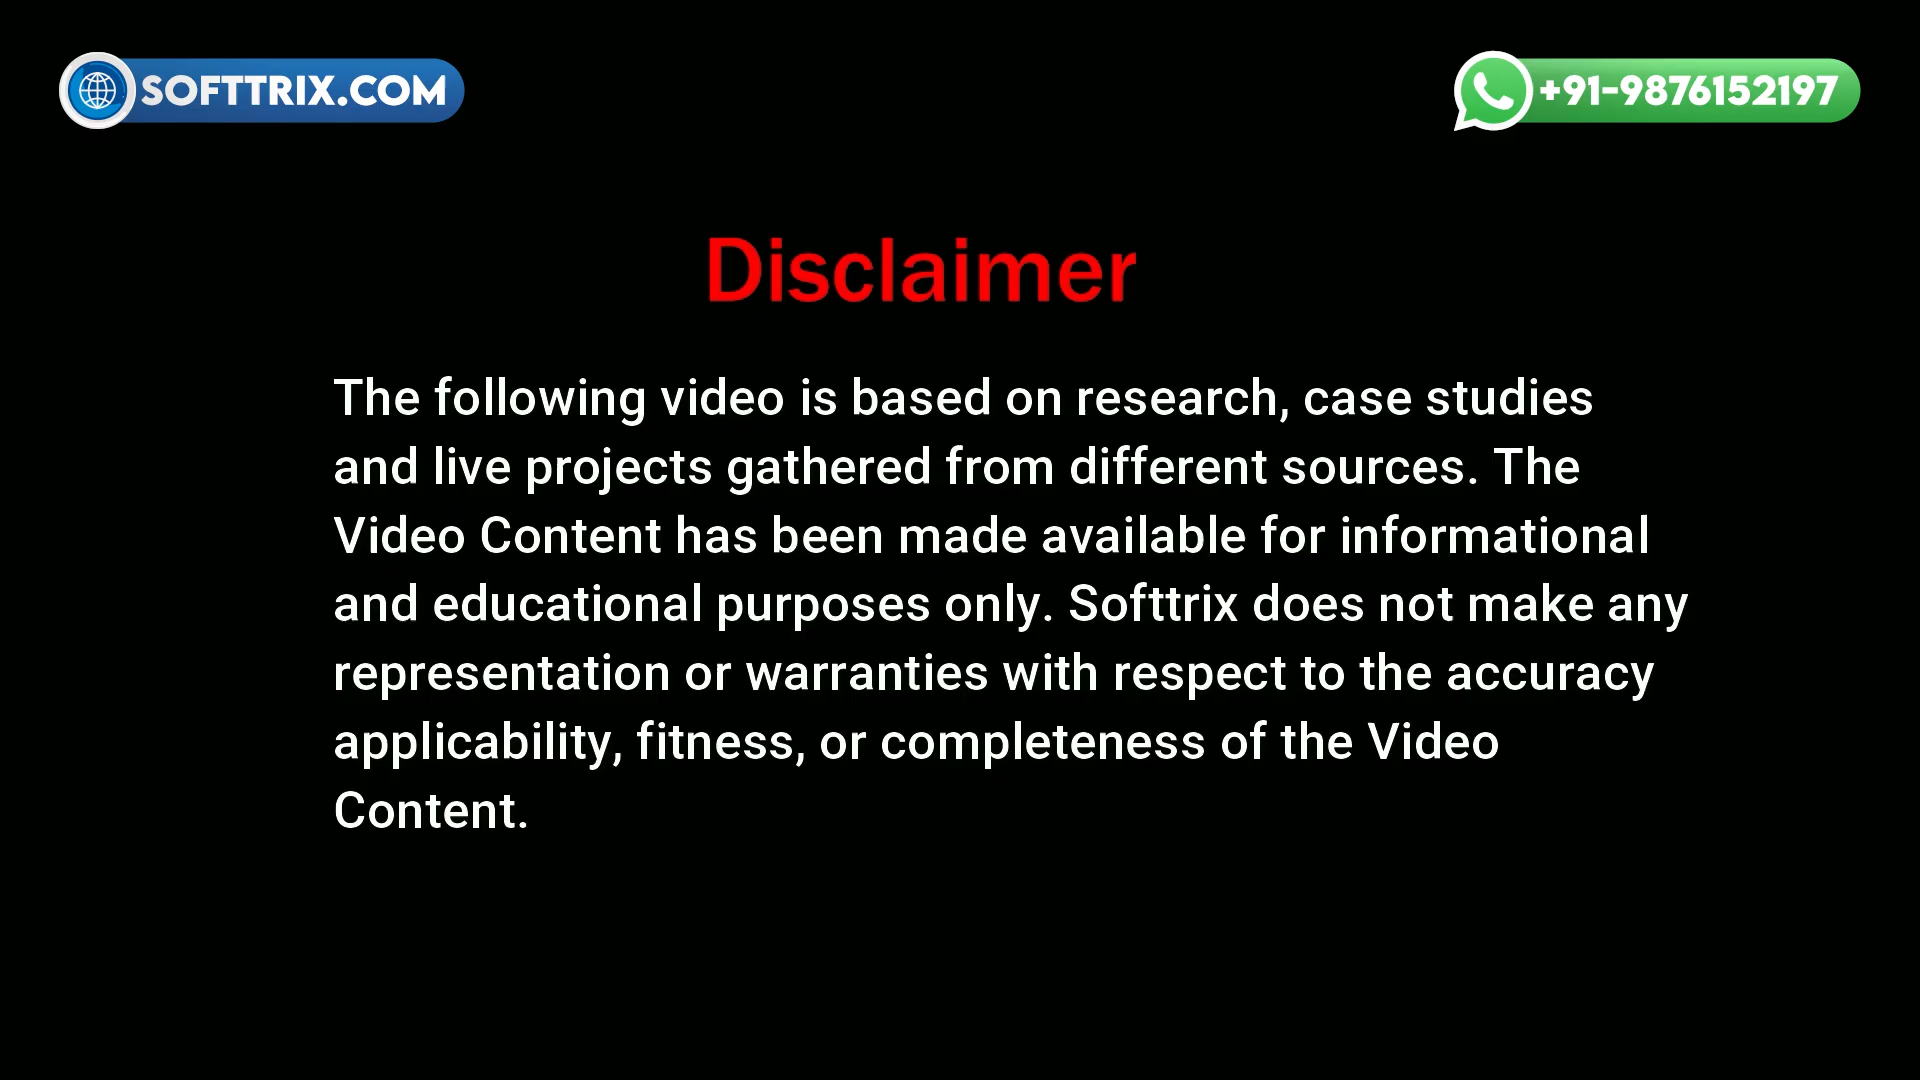 SOFTTRIX.COM
+91-9876152197
Disclaimer
The following video is based on research, case studies
and live projects gathered from different sources. The
Video Content has been made available for informational
and educational purposes only. Softtrix does not make any
representation or warranties with respect to the accuracy
applicability, fitness, or completeness of the Video
Content.